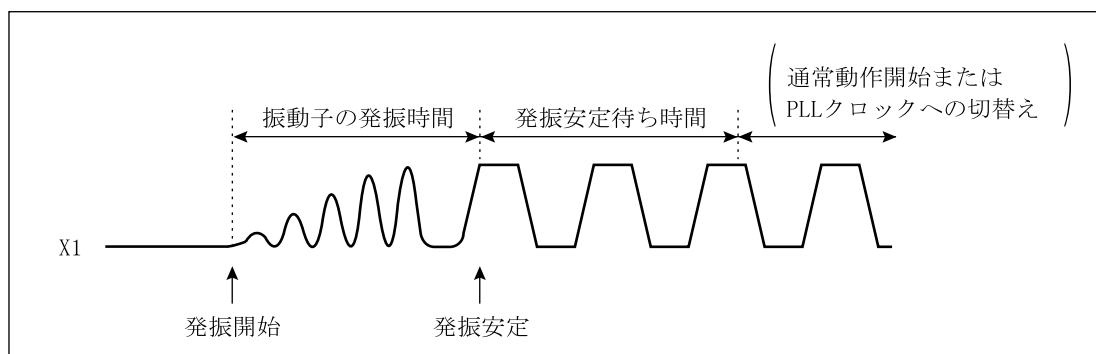 通常動作開始または
PLLクロックへの切替え
振動子の発振時間
発振安定待ち時間
X1
発振開始
発振安定